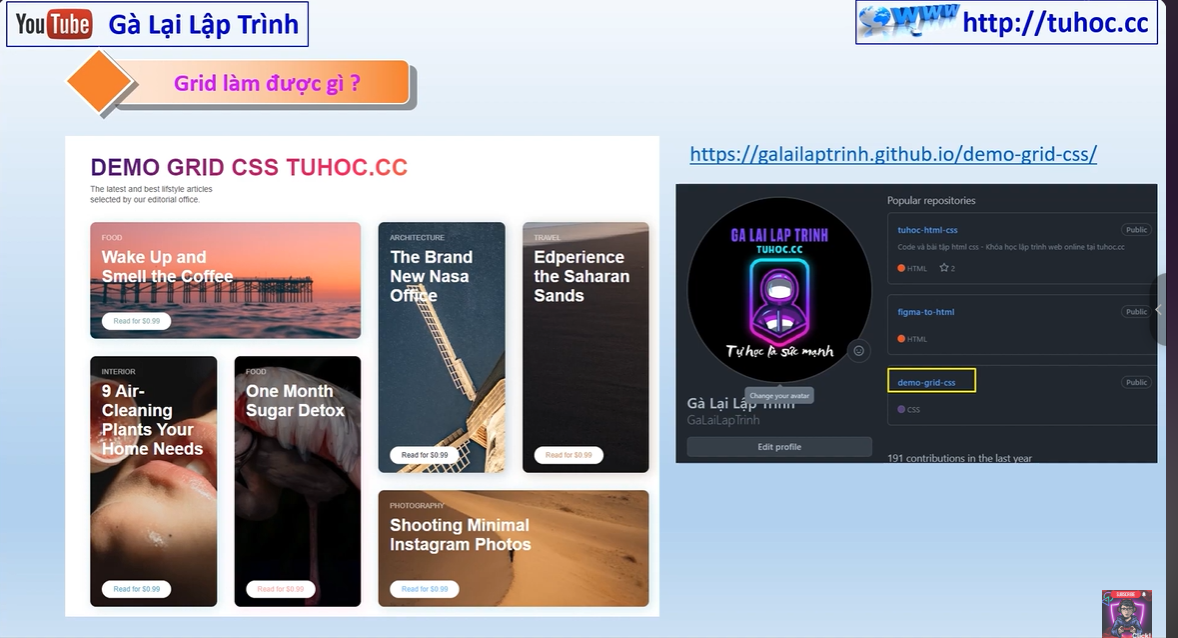 YouTube Gà Lại Lập Trình
http://tuhoc.cc
Grid làm được gì ?
DEMO GRID CSS TUHOC.CC
The latest and best lifstyle articles
selected by our editorial office.
FOOD
Wake Up and
Smell the Coffee
Read for $0.99
ARCHITECTURE
The Brand
New Nasa
Office
Read for $0.99
TRAVEL
Edperience
the Saharan
Sands
Read for $0.99
INTERIOR
9 Air-
Cleaning
Plants Your
Home Needs
Read for $0.99
FOOD
One Month
Sugar Detox
Read for $0.99
PHOTOGRAPHY
Shooting Minimal
Instagram Photos
Read for $0.99
https://galailaptrinh.github.io/demo-grid-css/
GA LAI LAP TRINH
TUHOC.CC
Tự học là sức mạnh
Change your avatar
Gà Lại Lập Trình
GaLaiLapTrinh
Edit profile
Popular repositories
tuhoc-html-css
Public
Code và bài tập html css - Khóa học lập trình web online tại tuhoc.cc
HTML 2
figma-to-html
Public
HTML
demo-grid-css
Public
CSS
191 contributions in the last year